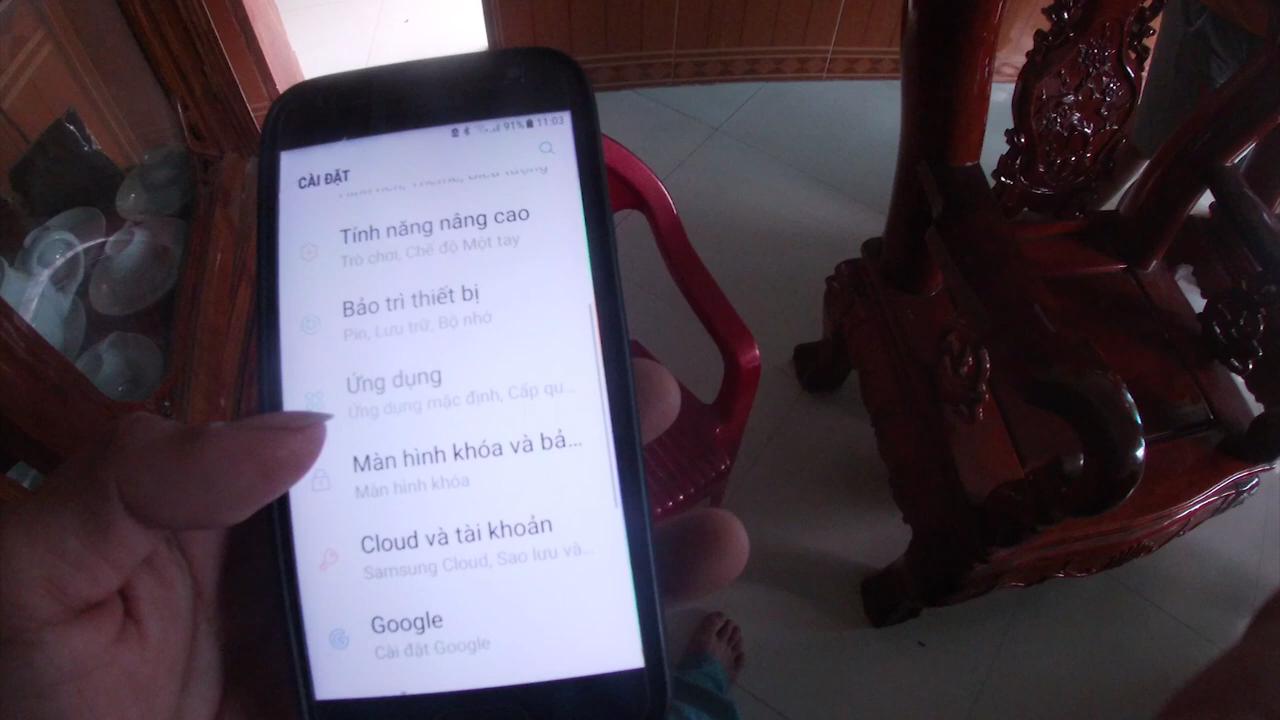 91% 11:03
CÀI ĐẶT
Tính năng nâng cao
Trò chơi, Chế độ Một tay
Bảo trì thiết bị
Pin, Lưu trữ, Bộ nhớ
Ứng dụng
Ứng dụng mặc định, Cấp qu...
Màn hình khóa và bả...
Màn hình khóa
Cloud và tài khoản
Samsung Cloud, Sao lưu và...
Google
Cài đặt Google